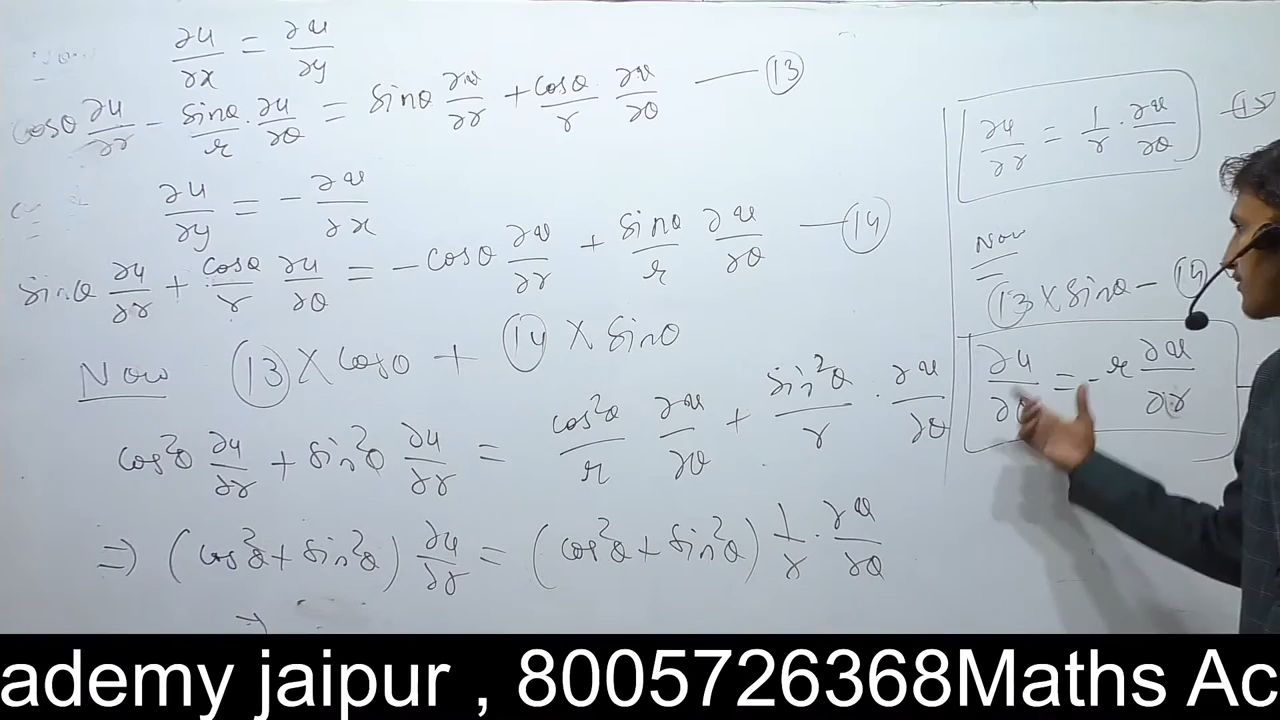 ∂u/∂x = ∂u/∂y
cosθ ∂u/∂r - sinθ/r · ∂u/∂θ = sinθ ∂v/∂r + cosθ/r · ∂v/∂θ — (13)
∂u/∂y = - ∂v/∂x
sinθ ∂u/∂r + cosθ/r ∂u/∂θ = - cosθ ∂v/∂r + sinθ/r ∂v/∂θ — (14)
Now (13) X cosθ + (14) X sinθ
cos²θ ∂u/∂r + sin²θ ∂u/∂r = cos²θ/r ∂v/∂θ + sin²θ/r · ∂v/∂θ
⇒ (cos²θ + sin²θ) ∂u/∂r = (cos²θ + sin²θ) 1/r · ∂v/∂θ
⇒
∂u/∂r = 1/r · ∂v/∂θ — (15)
Now
(13) X sinθ - (14)
∂u/∂θ = - r ∂v/∂r
ademy jaipur , 8005726368Maths Ac